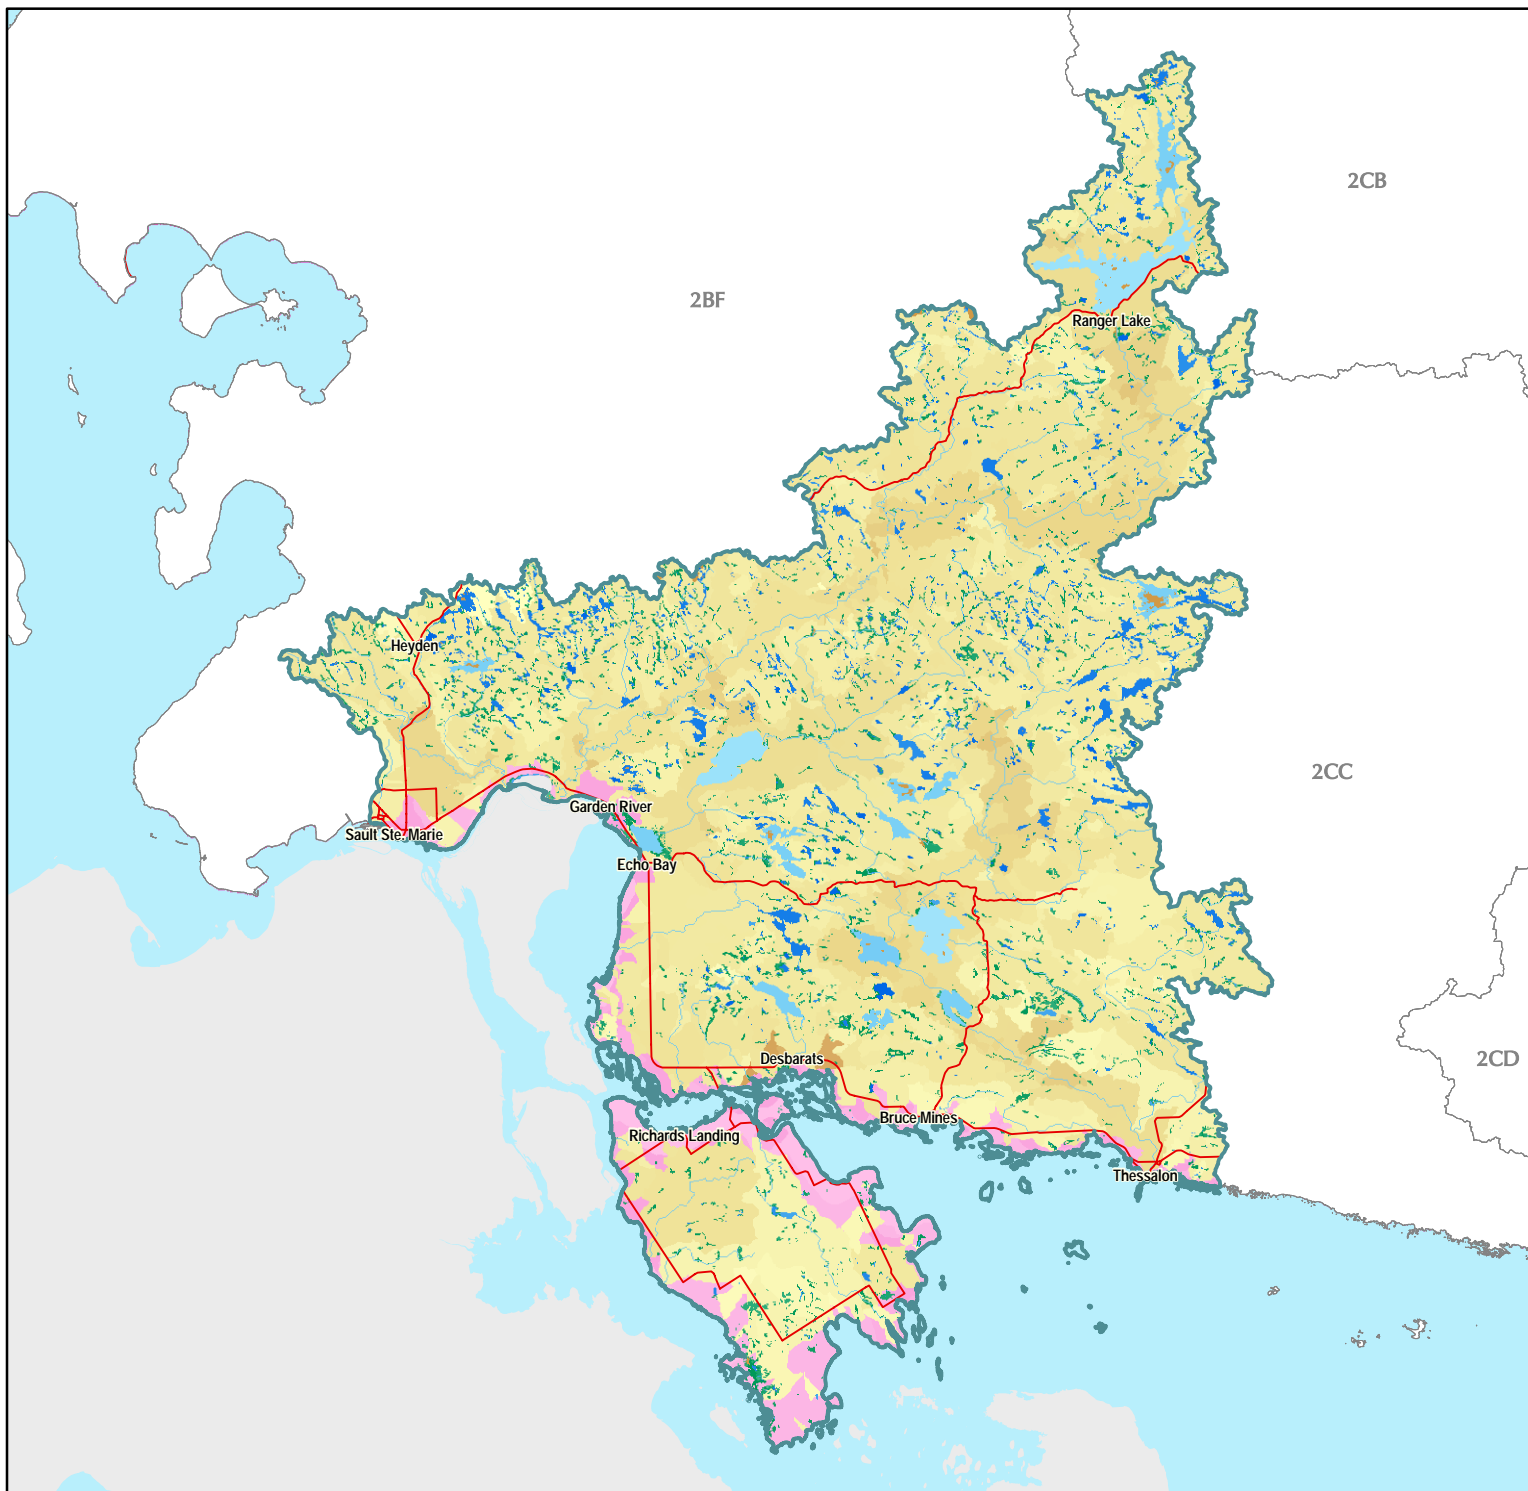 2CB
2BF
Ranger Lake
Heyden
2CC
Garden River
Sault Ste. Marie
Echo Bay
Desbarats
2CD
Bruce Mines
Richards Landing
Thessalon